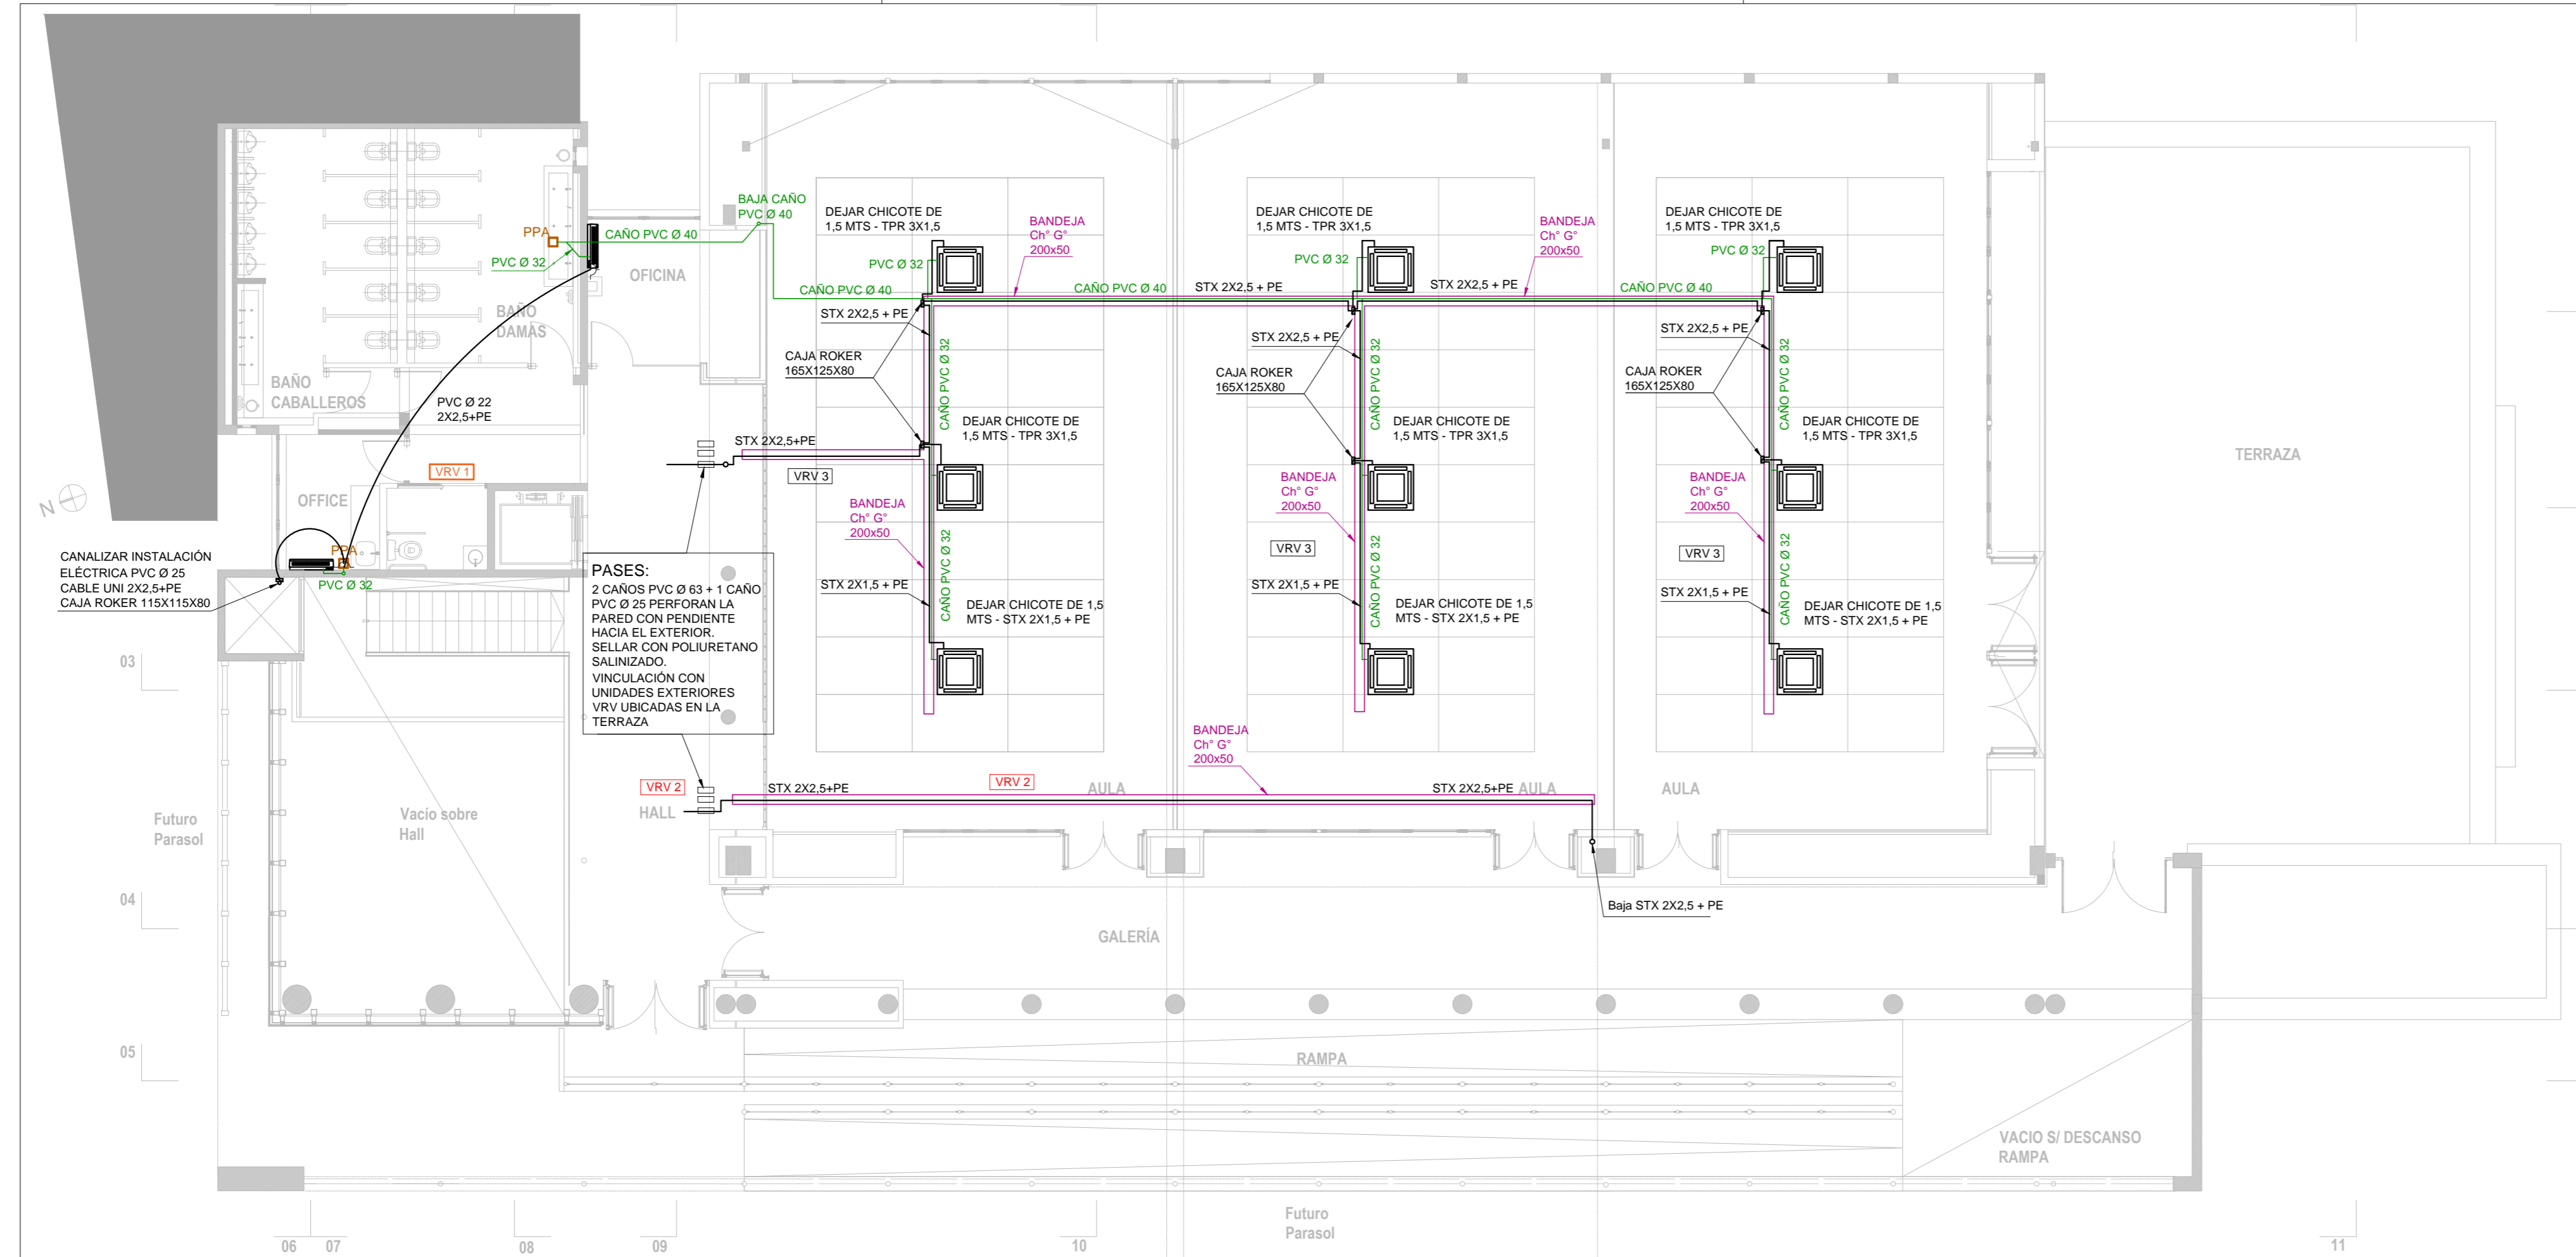 BAJA CAÑO
PVC Ø 40
PPA
CAÑO PVC Ø 40
PVC Ø 32
OFICINA
BAÑO
DAMAS
BAÑO
CABALLEROS
PVC Ø 22
2X2,5+PE
VRV 1
OFFICE
N
PPA
PVC Ø 32
CANALIZAR INSTALACIÓN
ELÉCTRICA PVC Ø 25
CABLE UNI 2X2,5+PE
CAJA ROKER 115X115X80
PASES:
2 CAÑOS PVC Ø 63 + 1 CAÑO
PVC Ø 25 PERFORAN LA
PARED CON PENDIENTE
HACIA EL EXTERIOR.
SELLAR CON POLIURETANO
SALINIZADO.
VINCULACIÓN CON
UNIDADES EXTERIORES
VRV UBICADAS EN LA
TERRAZA
DEJAR CHICOTE DE
1,5 MTS - TPR 3X1,5
BANDEJA
Ch° G°
200x50
PVC Ø 32
CAÑO PVC Ø 40
CAÑO PVC Ø 40
STX 2X2,5 + PE
STX 2X2,5 + PE
CAJA ROKER
165X125X80
CAÑO PVC Ø 32
DEJAR CHICOTE DE
1,5 MTS - TPR 3X1,5
STX 2X2,5+PE
VRV 3
BANDEJA
Ch° G°
200x50
CAÑO PVC Ø 32
STX 2X1,5 + PE
DEJAR CHICOTE DE 1,5
MTS - STX 2X1,5 + PE
DEJAR CHICOTE DE
1,5 MTS - TPR 3X1,5
BANDEJA
Ch° G°
200x50
PVC Ø 32
STX 2X2,5 + PE
CAÑO PVC Ø 40
STX 2X2,5 + PE
CAJA ROKER
165X125X80
CAÑO PVC Ø 32
DEJAR CHICOTE DE
1,5 MTS - TPR 3X1,5
BANDEJA
Ch° G°
200x50
VRV 3
CAÑO PVC Ø 32
STX 2X1,5 + PE
DEJAR CHICOTE DE 1,5
MTS - STX 2X1,5 + PE
DEJAR CHICOTE DE
1,5 MTS - TPR 3X1,5
PVC Ø 32
STX 2X2,5 + PE
CAJA ROKER
165X125X80
CAÑO PVC Ø 32
DEJAR CHICOTE DE
1,5 MTS - TPR 3X1,5
BANDEJA
Ch° G°
200x50
VRV 3
CAÑO PVC Ø 32
STX 2X1,5 + PE
DEJAR CHICOTE DE 1,5
MTS - STX 2X1,5 + PE
TERRAZA
BANDEJA
Ch° G°
200x50
VRV 2
STX 2X2,5+PE
VRV 2
AULA
STX 2X2,5+PE
AULA
AULA
HALL
Vacío sobre
Hall
Futuro
Parasol
Baja STX 2X2,5 + PE
GALERÍA
RAMPA
VACIO S/ DESCANSO
RAMPA
Futuro
Parasol
03
04
05
06
07
08
09
10
11